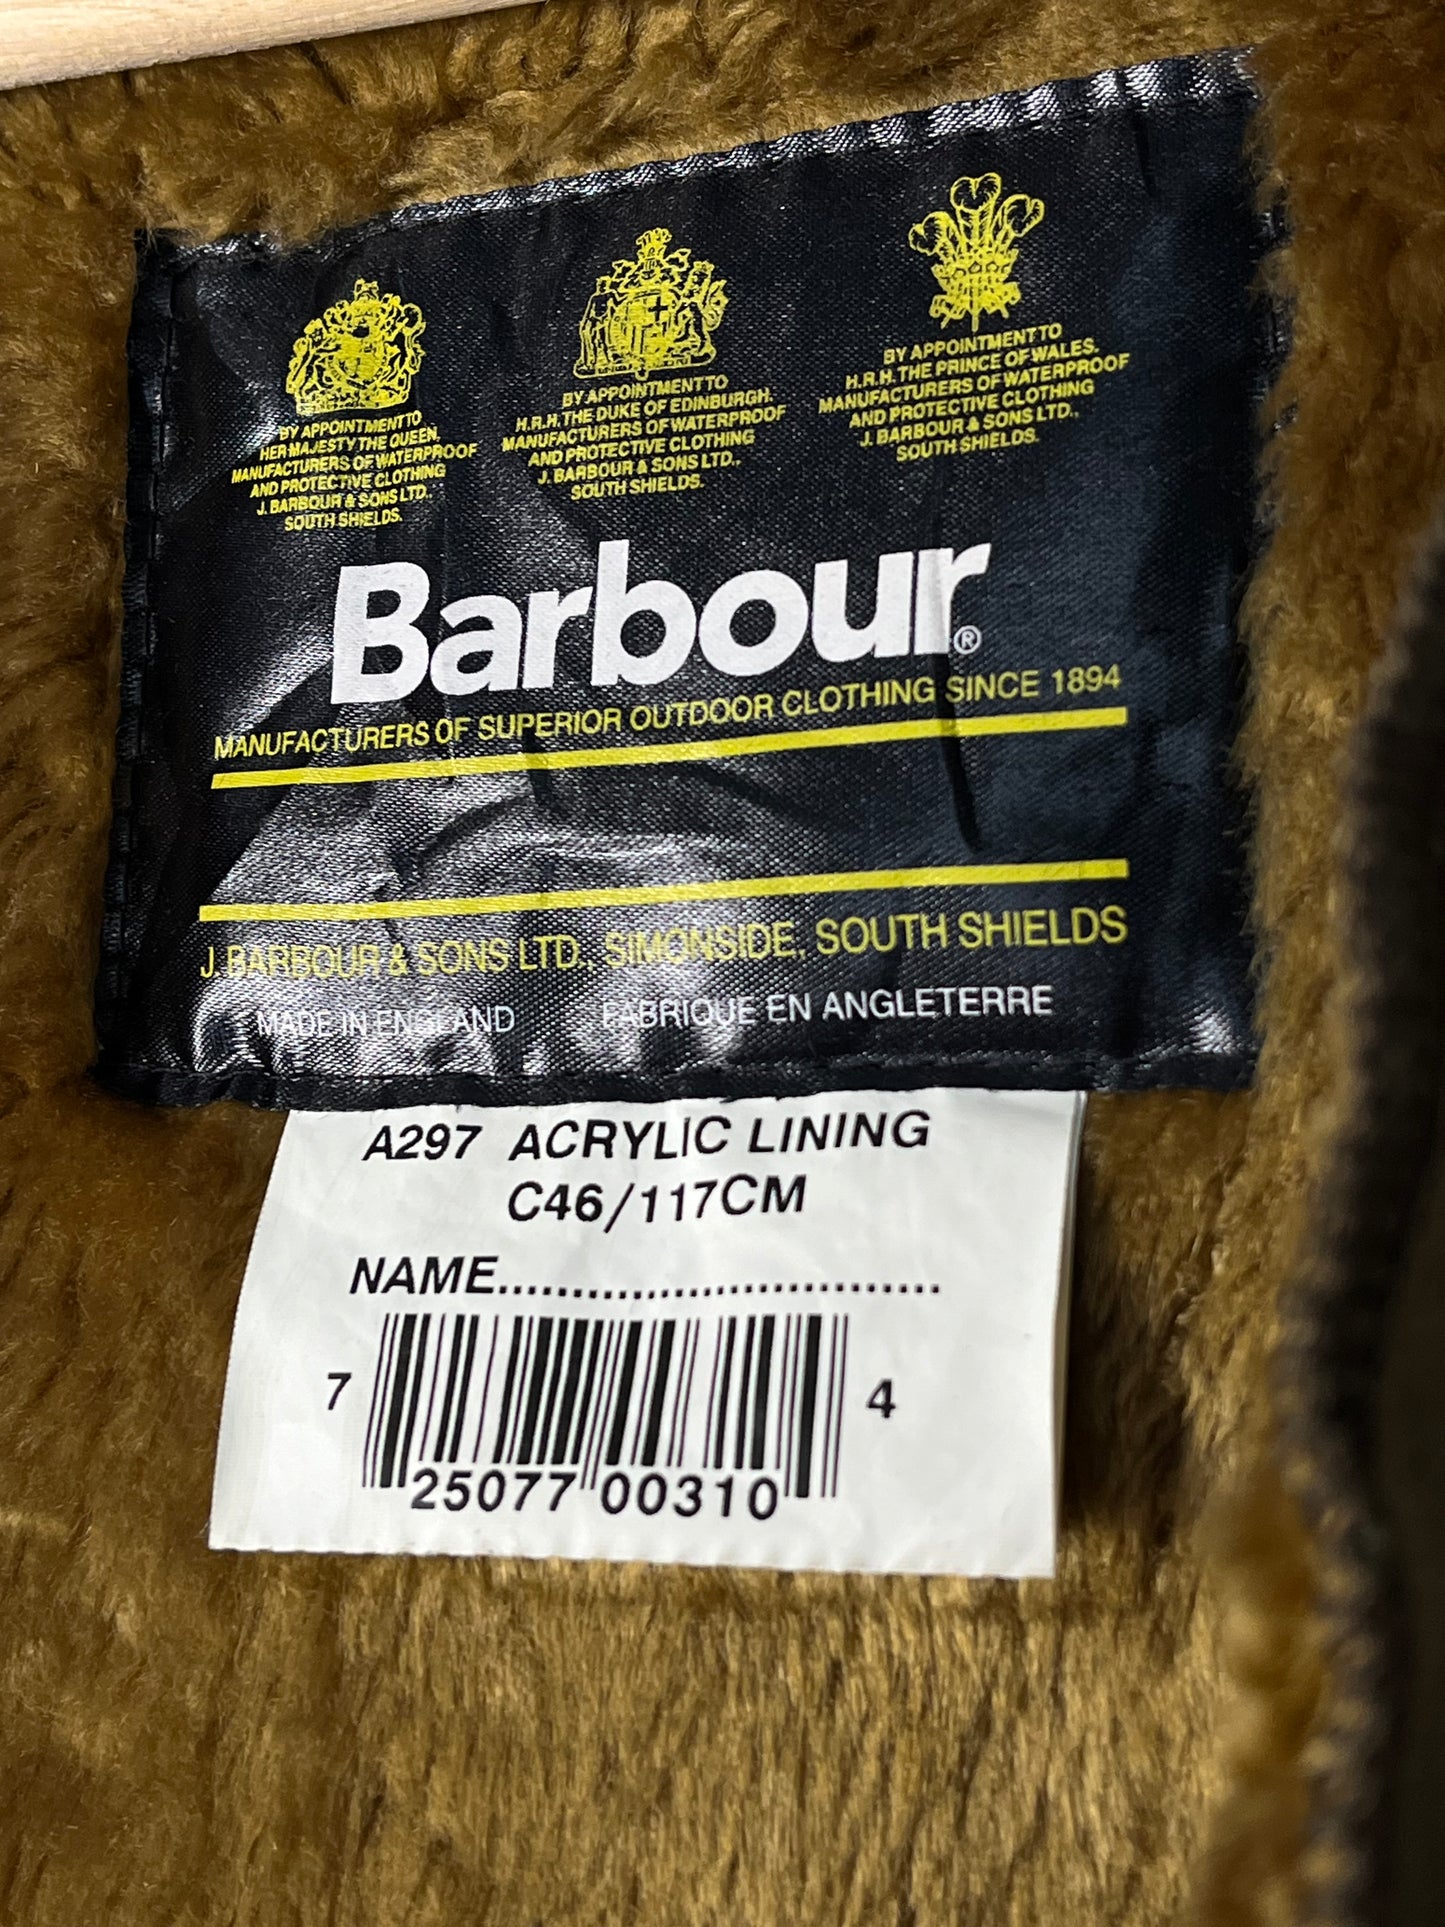 BY APPOINTMENT TO
HER MAJESTY THE QUEEN,
MANUFACTURERS OF WATERPROOF
AND PROTECTIVE CLOTHING
J. BARBOUR & SONS LTD.,
SOUTH SHIELDS.
BY APPOINTMENT TO
H.R.H. THE DUKE OF EDINBURGH.
MANUFACTURERS OF WATERPROOF
AND PROTECTIVE CLOTHING
J. BARBOUR & SONS LTD.,
SOUTH SHIELDS.
BY APPOINTMENT TO
H.R.H. THE PRINCE OF WALES.
MANUFACTURERS OF WATERPROOF
AND PROTECTIVE CLOTHING
J. BARBOUR & SONS LTD.,
SOUTH SHIELDS.
Barbour®
MANUFACTURERS OF SUPERIOR OUTDOOR CLOTHING SINCE 1894
J. BARBOUR & SONS LTD., SIMONSIDE, SOUTH SHIELDS
MADE IN ENGLAND FABRIQUE EN ANGLETERRE
A297 ACRYLIC LINING
C46/117CM
NAME..............................
7 25077 00310 4